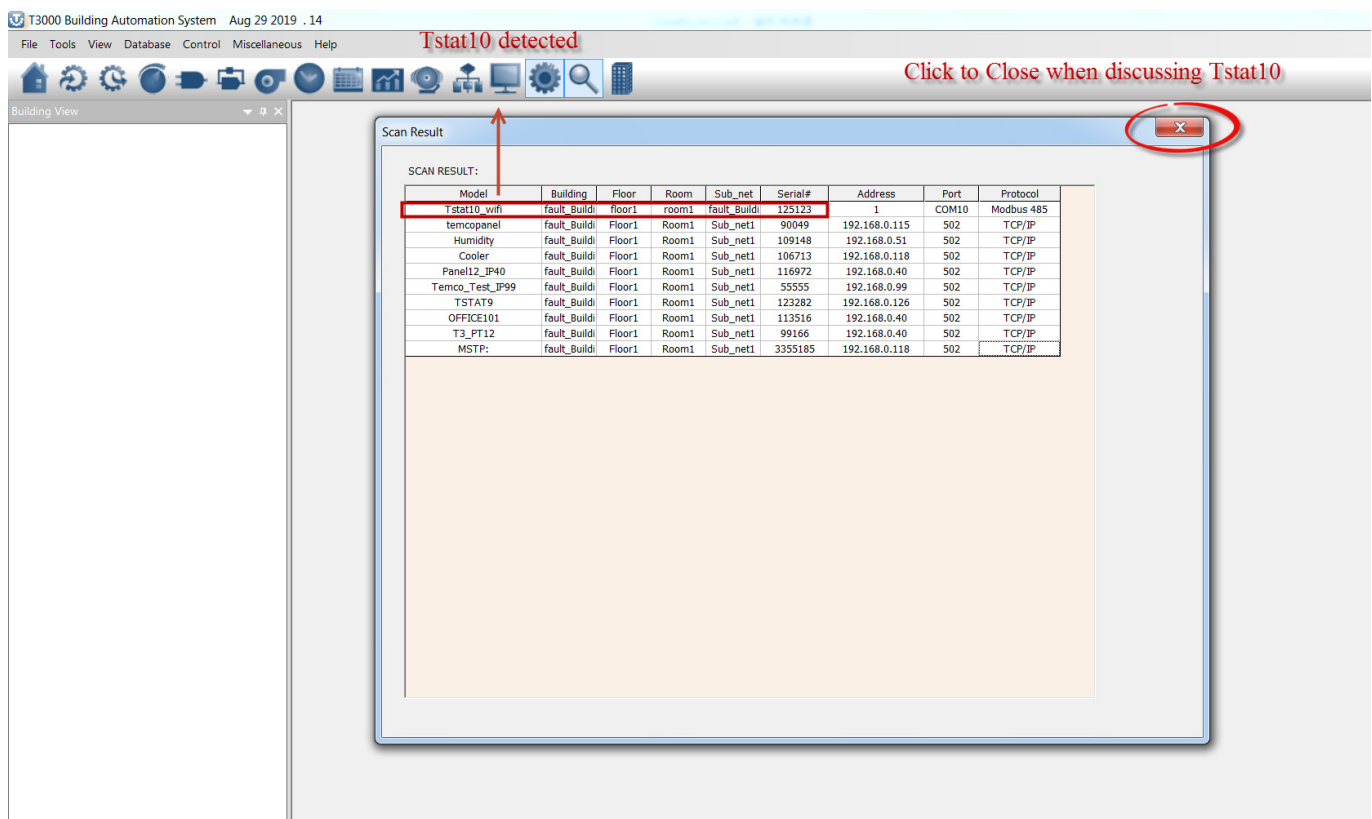 T3000 Building Automation System Aug 29 2019 . 14
File Tools View Database Control Miscellaneous Help
Tstat10 detected
Click to Close when discussing Tstat10
Building View
Scan Result
SCAN RESULT:
Model Building Floor Room Sub_net Serial# Address Port Protocol
Tstat10_wifi fault_Buildi floor1 room1 fault_Buildi 125123 1 COM10 Modbus 485
temcopanel fault_Buildi Floor1 Room1 Sub_net1 90049 192.168.0.115 502 TCP/IP
Humidity fault_Buildi Floor1 Room1 Sub_net1 109148 192.168.0.51 502 TCP/IP
Cooler fault_Buildi Floor1 Room1 Sub_net1 106713 192.168.0.118 502 TCP/IP
Panel12_IP40 fault_Buildi Floor1 Room1 Sub_net1 116972 192.168.0.40 502 TCP/IP
Temco_Test_IP99 fault_Buildi Floor1 Room1 Sub_net1 55555 192.168.0.99 502 TCP/IP
TSTAT9 fault_Buildi Floor1 Room1 Sub_net1 123282 192.168.0.126 502 TCP/IP
OFFICE101 fault_Buildi Floor1 Room1 Sub_net1 113516 192.168.0.40 502 TCP/IP
T3_PT12 fault_Buildi Floor1 Room1 Sub_net1 99166 192.168.0.40 502 TCP/IP
MSTP: fault_Buildi Floor1 Room1 Sub_net1 3355185 192.168.0.118 502 TCP/IP